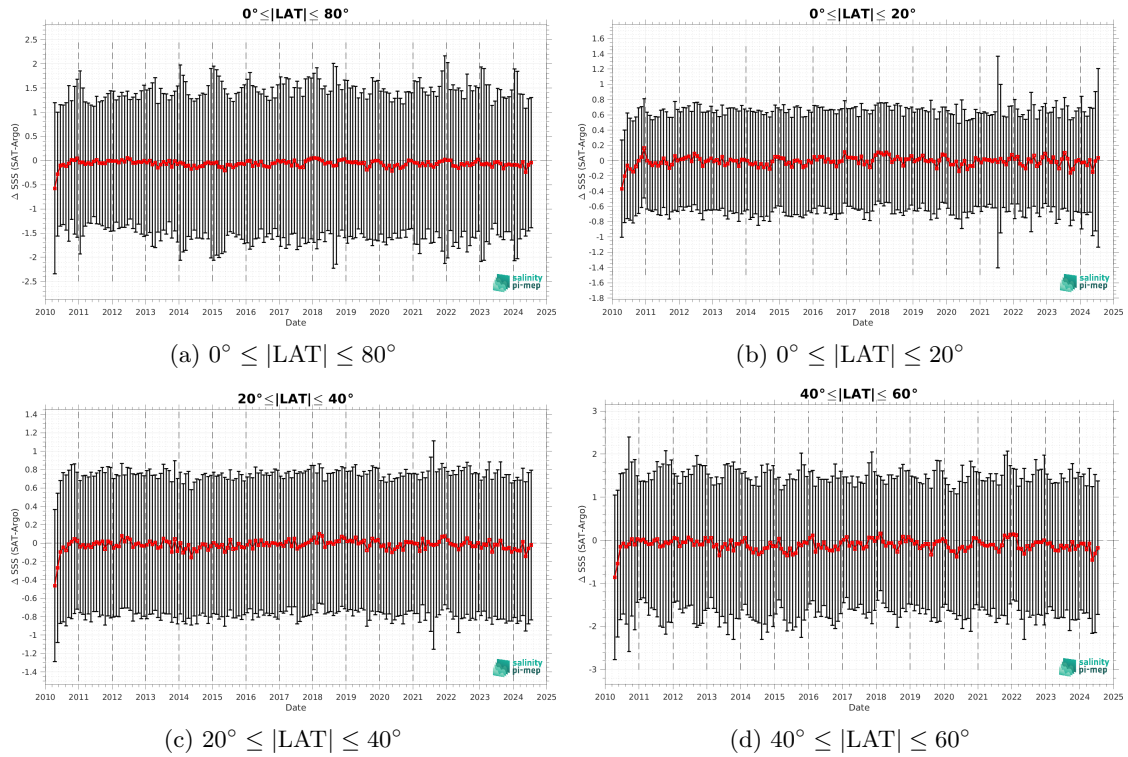 0°≤|LAT|≤ 80°
2.5
2
1.5
1
0.5
0
-0.5
-1
-1.5
-2
-2.5
Δ SSS (SAT-Argo)
2010 2011 2012 2013 2014 2015 2016 2017 2018 2019 2020 2021 2022 2023 2024 2025
Date
salinity
pi-mep
(a) 0° ≤ |LAT| ≤ 80°
0°≤|LAT|≤ 20°
1.6
1.4
1.2
1
0.8
0.6
0.4
0.2
0
-0.2
-0.4
-0.6
-0.8
-1
-1.2
-1.4
-1.6
-1.8
Δ SSS (SAT-Argo)
2010 2011 2012 2013 2014 2015 2016 2017 2018 2019 2020 2021 2022 2023 2024 2025
Date
salinity
pi-mep
(b) 0° ≤ |LAT| ≤ 20°
20°≤|LAT|≤ 40°
1.4
1.2
1
0.8
0.6
0.4
0.2
0
-0.2
-0.4
-0.6
-0.8
-1
-1.2
-1.4
Δ SSS (SAT-Argo)
2010 2011 2012 2013 2014 2015 2016 2017 2018 2019 2020 2021 2022 2023 2024 2025
Date
salinity
pi-mep
(c) 20° ≤ |LAT| ≤ 40°
40°≤|LAT|≤ 60°
3
2
1
0
-1
-2
-3
Δ SSS (SAT-Argo)
2010 2011 2012 2013 2014 2015 2016 2017 2018 2019 2020 2021 2022 2023 2024 2025
Date
salinity
pi-mep
(d) 40° ≤ |LAT| ≤ 60°